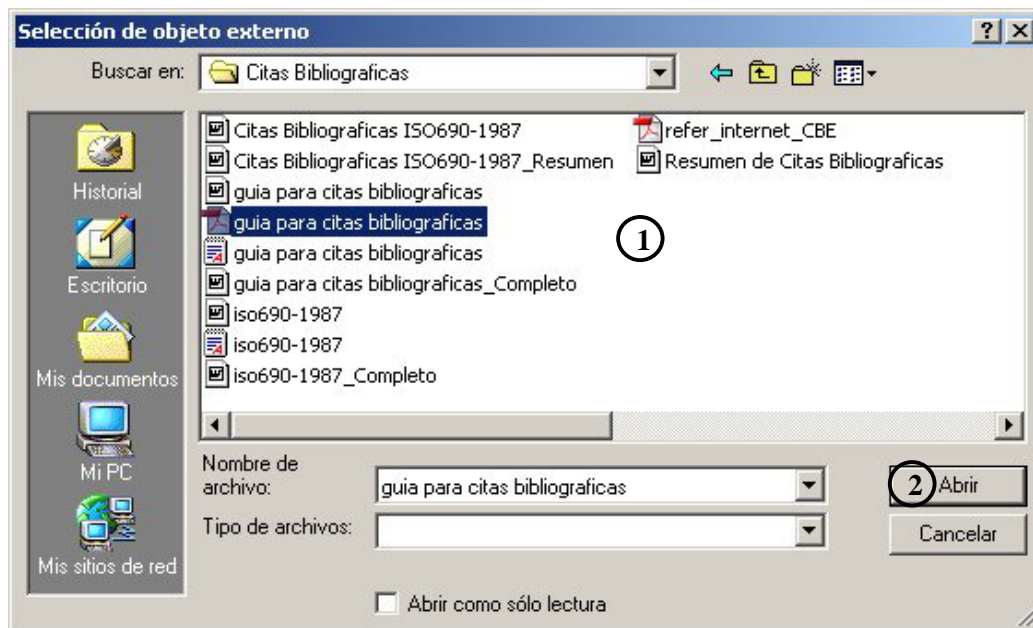 Selección de objeto externo
Buscar en:
Citas Bibliograficas
Historial
Escritorio
Mis documentos
Mi PC
Mis sitios de red
Citas Bibliograficas ISO690-1987
Citas Bibliograficas ISO690-1987_Resumen
guia para citas bibliograficas
guia para citas bibliograficas
guia para citas bibliograficas
guia para citas bibliograficas_Completo
iso690-1987
iso690-1987
iso690-1987_Completo
refer_internet_CBE
Resumen de Citas Bibliograficas
1
Nombre de
archivo:
guia para citas bibliograficas
2
Abrir
Tipo de archivos:
Cancelar
Abrir como sólo lectura